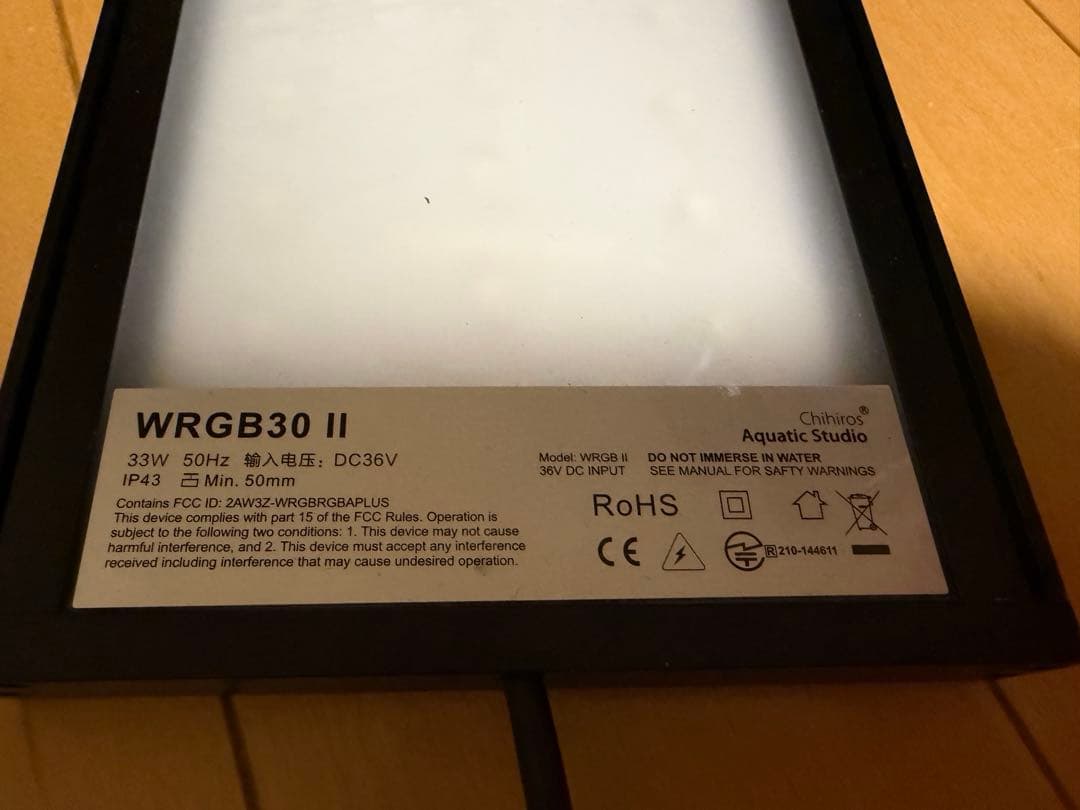 WRGB30 II
33W 50Hz 输入电压: DC36V
IP43 Min. 50mm
Contains FCC ID: 2AW3Z-WRGBRGBAPLUS
This device complies with part 15 of the FCC Rules. Operation is
subject to the following two conditions: 1. This device may not cause
harmful interference, and 2. This device must accept any interference
received including interference that may cause undesired operation.
Chihiros®
Aquatic Studio
Model: WRGB II
36V DC INPUT
DO NOT IMMERSE IN WATER
SEE MANUAL FOR SAFTY WARNINGS
RoHS
CE
R 210-144611